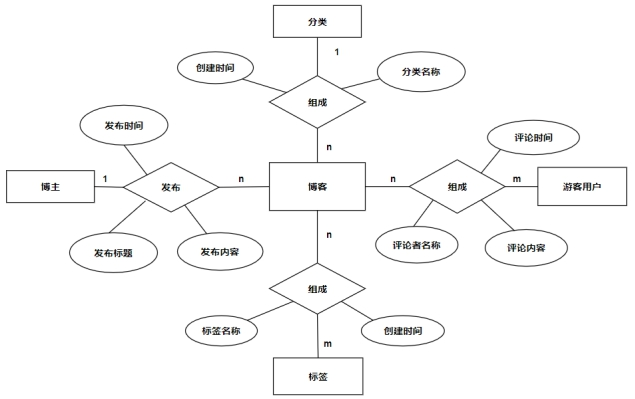 分类
1
创建时间
分类名称
组成
n
发布时间
评论时间
博主
1
发布
n
博客
n
组成
m
游客用户
发布标题
发布内容
n
评论者名称
评论内容
组成
标签名称
创建时间
m
标签